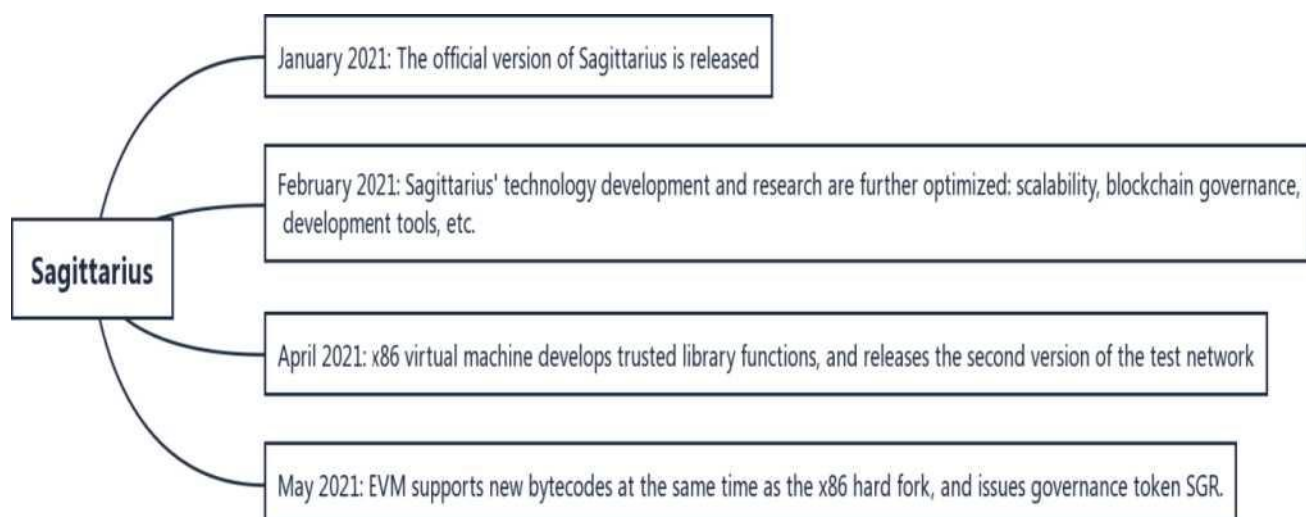 January 2021: The official version of Sagittarius is released
February 2021: Sagittarius' technology development and research are further optimized: scalability, blockchain governance,
development tools, etc.
Sagittarius
April 2021: x86 virtual machine develops trusted library functions, and releases the second version of the test network
May 2021: EVM supports new bytecodes at the same time as the x86 hard fork, and issues governance token SGR.